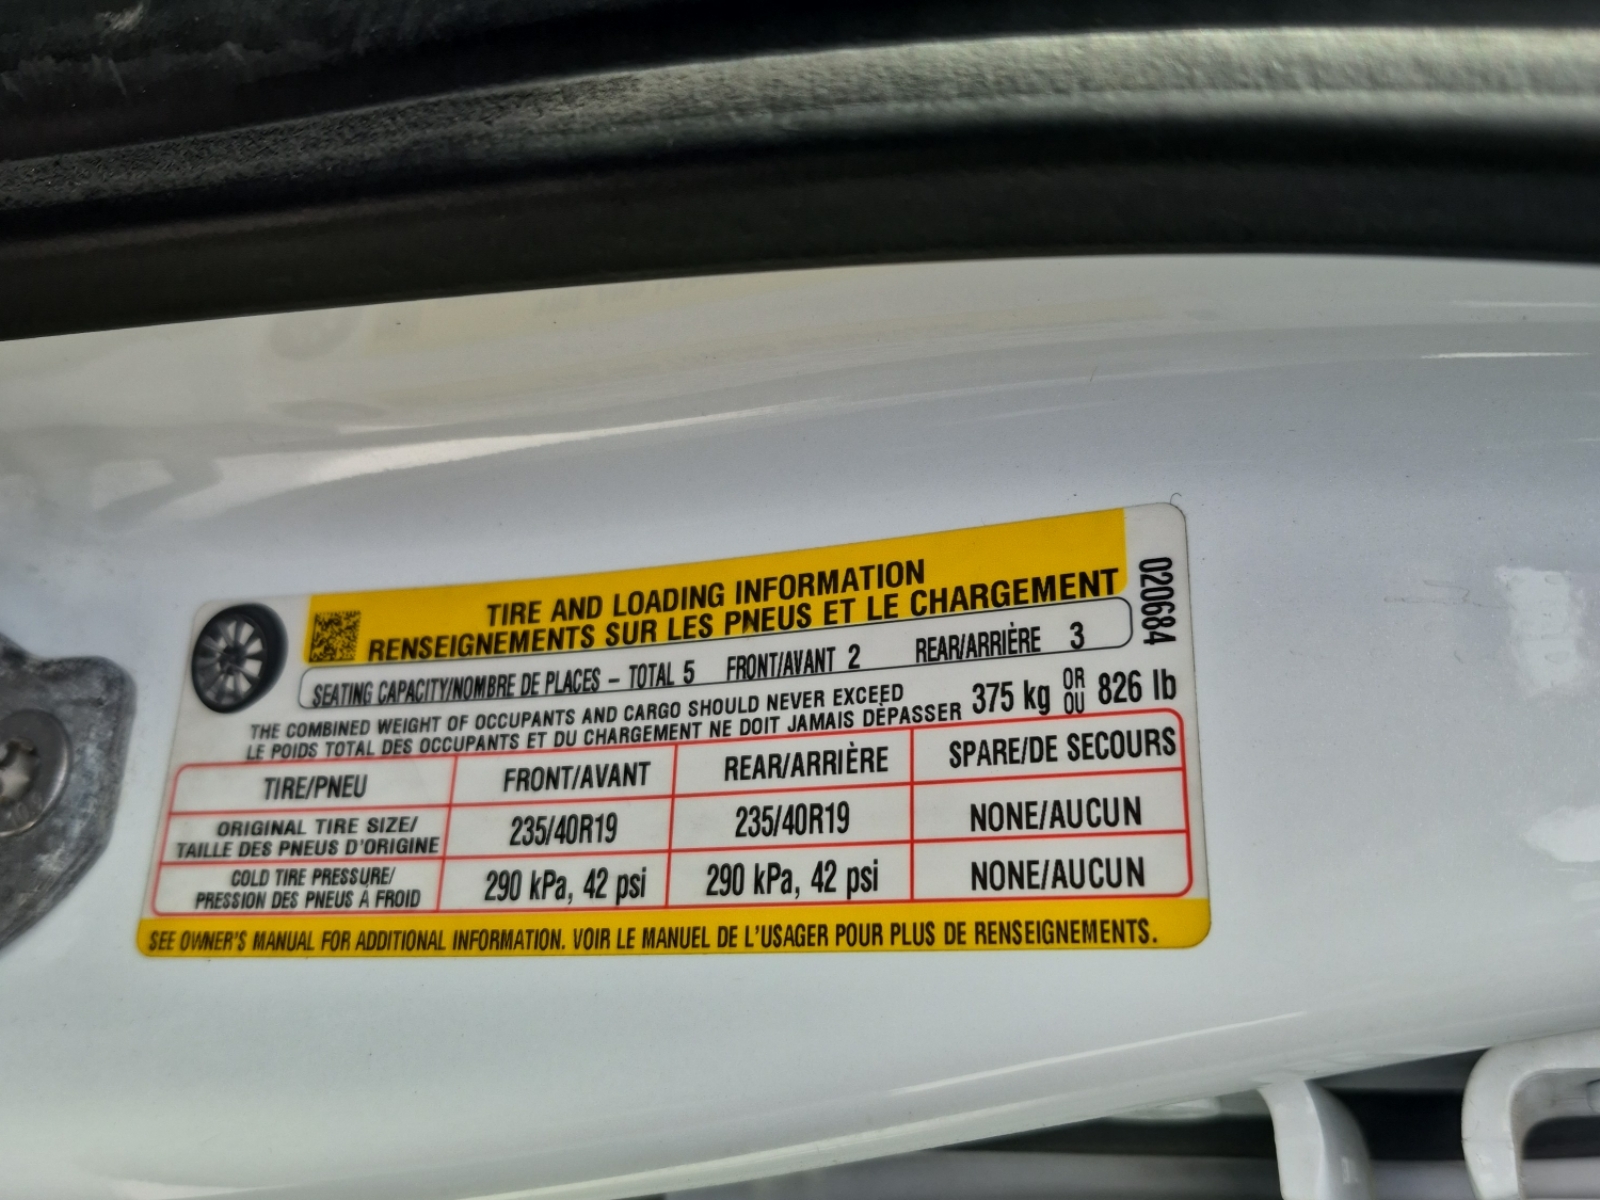 TIRE AND LOADING INFORMATION
RENSEIGNEMENTS SUR LES PNEUS ET LE CHARGEMENT
020684
SEATING CAPACITY/NOMBRE DE PLACES – TOTAL 5 FRONT/AVANT 2 REAR/ARRIÈRE 3
THE COMBINED WEIGHT OF OCCUPANTS AND CARGO SHOULD NEVER EXCEED
LE POIDS TOTAL DES OCCUPANTS ET DU CHARGEMENT NE DOIT JAMAIS DÉPASSER
375 kg OR OU 826 lb
TIRE/PNEU FRONT/AVANT REAR/ARRIÈRE SPARE/DE SECOURS
ORIGINAL TIRE SIZE/
TAILLE DES PNEUS D'ORIGINE
235/40R19 235/40R19 NONE/AUCUN
COLD TIRE PRESSURE/
PRESSION DES PNEUS À FROID
290 kPa, 42 psi 290 kPa, 42 psi NONE/AUCUN
SEE OWNER'S MANUAL FOR ADDITIONAL INFORMATION. VOIR LE MANUEL DE L'USAGER POUR PLUS DE RENSEIGNEMENTS.